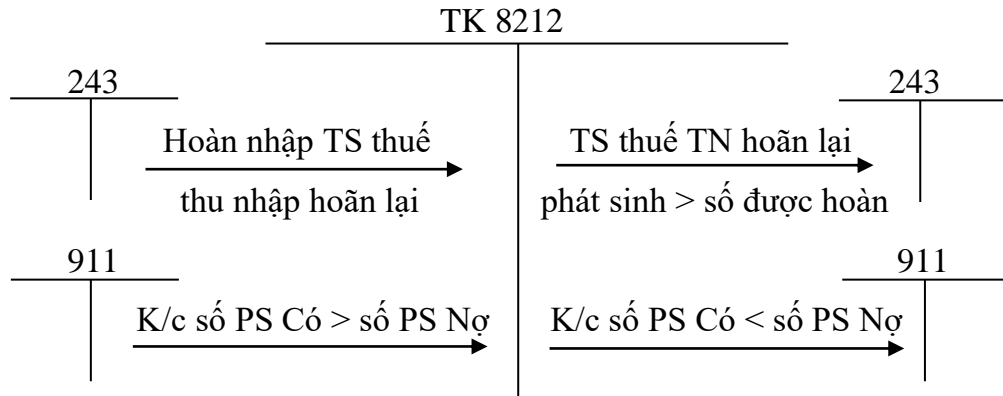 TK 8212
243
243
Hoàn nhập TS thuế
thu nhập hoãn lại
TS thuế TN hoãn lại
phát sinh > số được hoàn
911
911
K/c số PS Có > số PS Nợ
K/c số PS Có < số PS Nợ